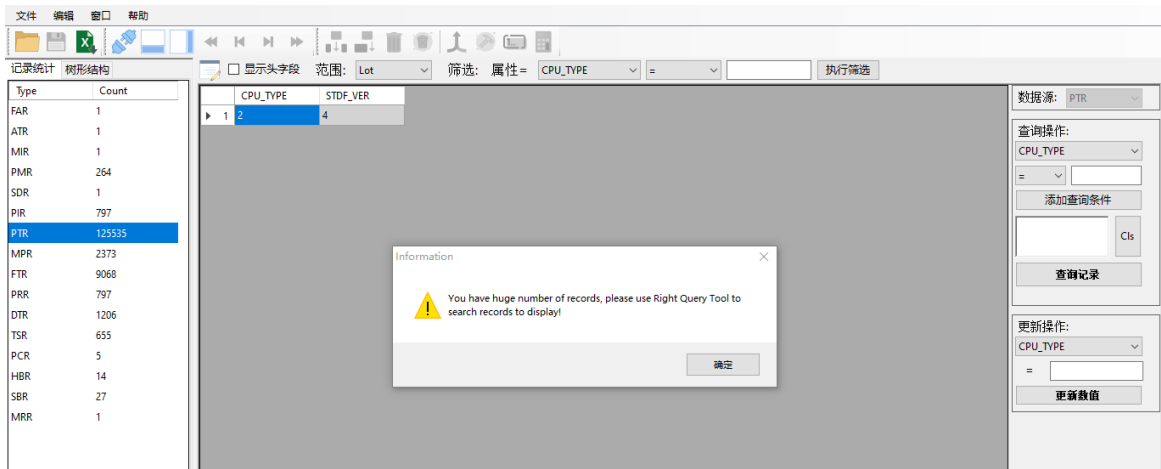 文件 编辑 窗口 帮助
记录统计 树形结构 显示头字段 范围: Lot 筛选: 属性= CPU_TYPE = 执行筛选
Type Count
FAR 1
ATR 1
MIR 1
PMR 264
SDR 1
PIR 797
PTR 125535
MPR 2373
FTR 9068
PRR 797
DTR 1206
TSR 655
PCR 5
HBR 14
SBR 27
MRR 1
CPU_TYPE STDF_VER
1 2 4
Information
You have huge number of records, please use Right Query Tool to
search records to display!
确定
数据源: PTR
查询操作:
CPU_TYPE
=
添加查询条件
Cls
查询记录
更新操作:
CPU_TYPE
=
更新数值